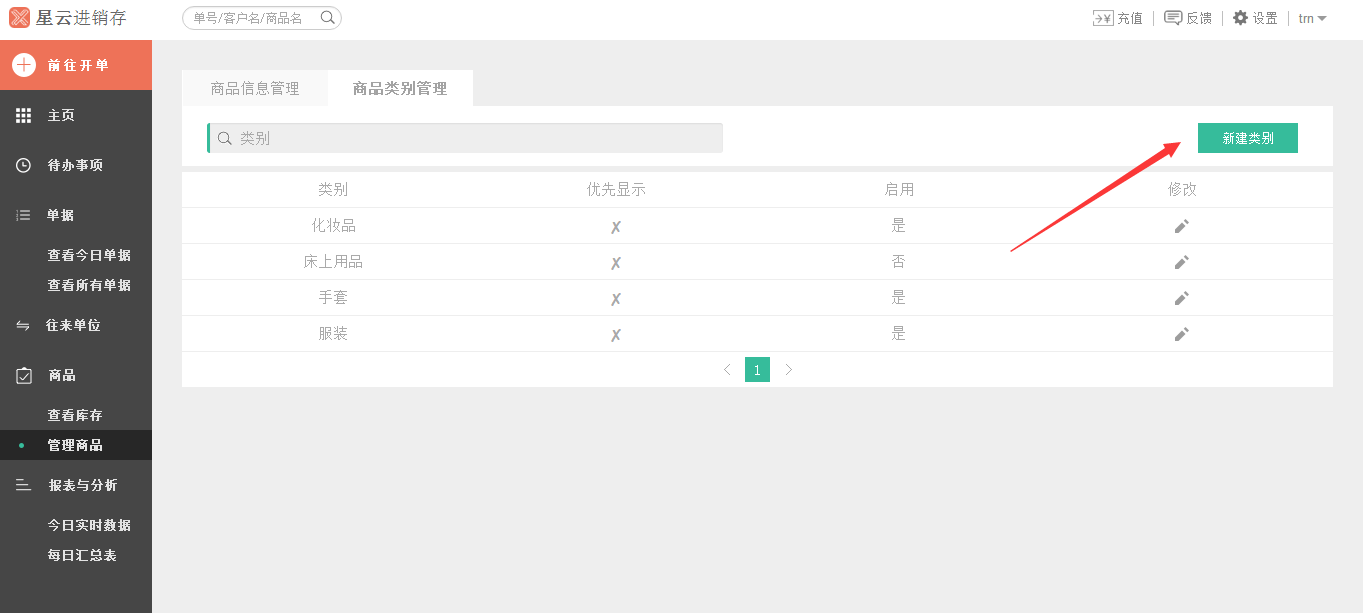 星云进销存
单号/客户名/商品名
充值
反馈
设置
trn
前往开单
主页
待办事项
单据
查看今日单据
查看所有单据
往来单位
商品
查看库存
管理商品
报表与分析
今日实时数据
每日汇总表
商品信息管理
商品类别管理
类别
新建类别
类别 优先显示 启用 修改
化妆品 ✗ 是
床上用品 ✗ 否
手套 ✗ 是
服装 ✗ 是
1